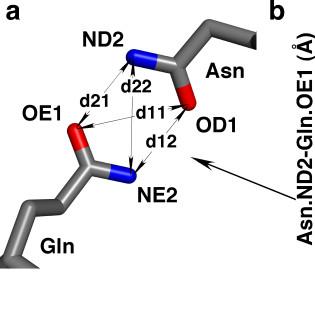 a
b
ND2
Asn
d22
d21
OE1
d11
OD1
d12
NE2
Gln
Asn.ND2-Gln.OE1 (Å)